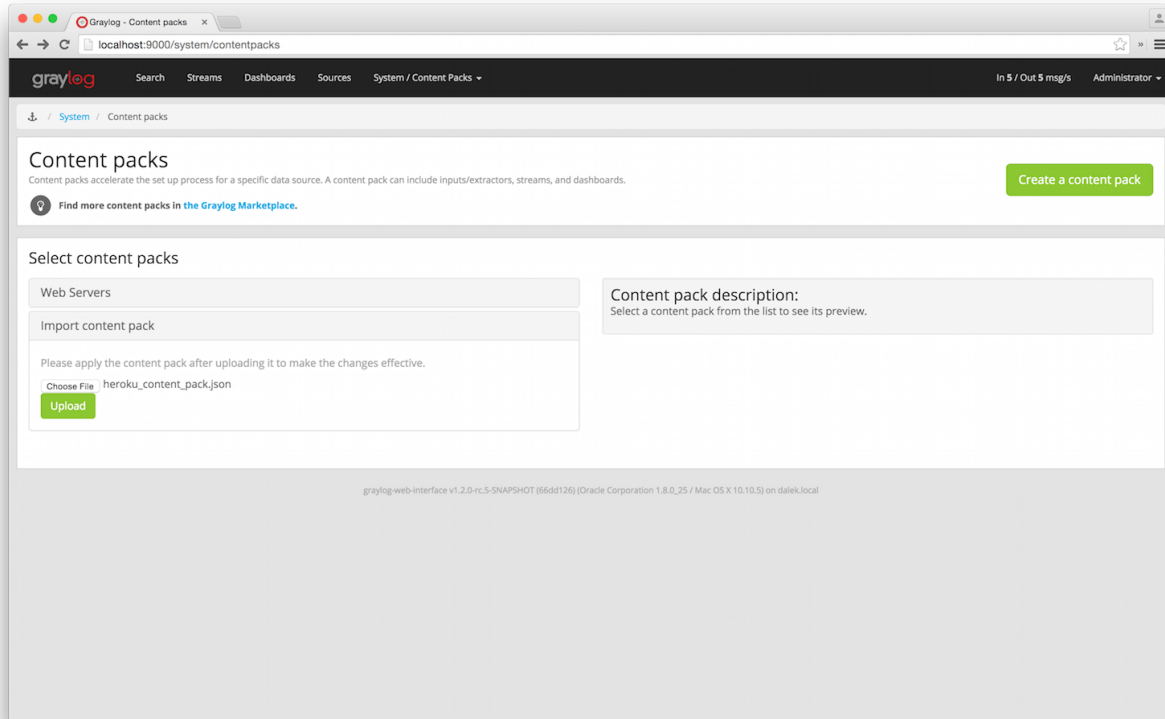 Graylog - Content packs
localhost:9000/system/contentpacks
graylog Search Streams Dashboards Sources System / Content Packs In 5 / Out 5 msg/s Administrator
/ System / Content packs
Content packs
Content packs accelerate the set up process for a specific data source. A content pack can include inputs/extractors, streams, and dashboards.
Create a content pack
Find more content packs in the Graylog Marketplace.
Select content packs
Web Servers
Import content pack
Please apply the content pack after uploading it to make the changes effective.
Choose File heroku_content_pack.json
Upload
Content pack description:
Select a content pack from the list to see its preview.
graylog-web-interface v1.2.0-rc.5-SNAPSHOT (66dd126) (Oracle Corporation 1.8.0_25 / Mac OS X 10.10.5) on dalek.local